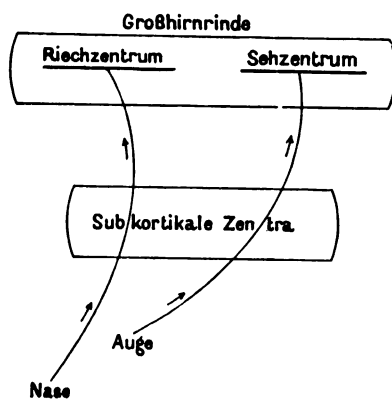 Großhirnrinde
Riechzentrum Sehzentrum
Subkortikale Zentra
Auge
Nase